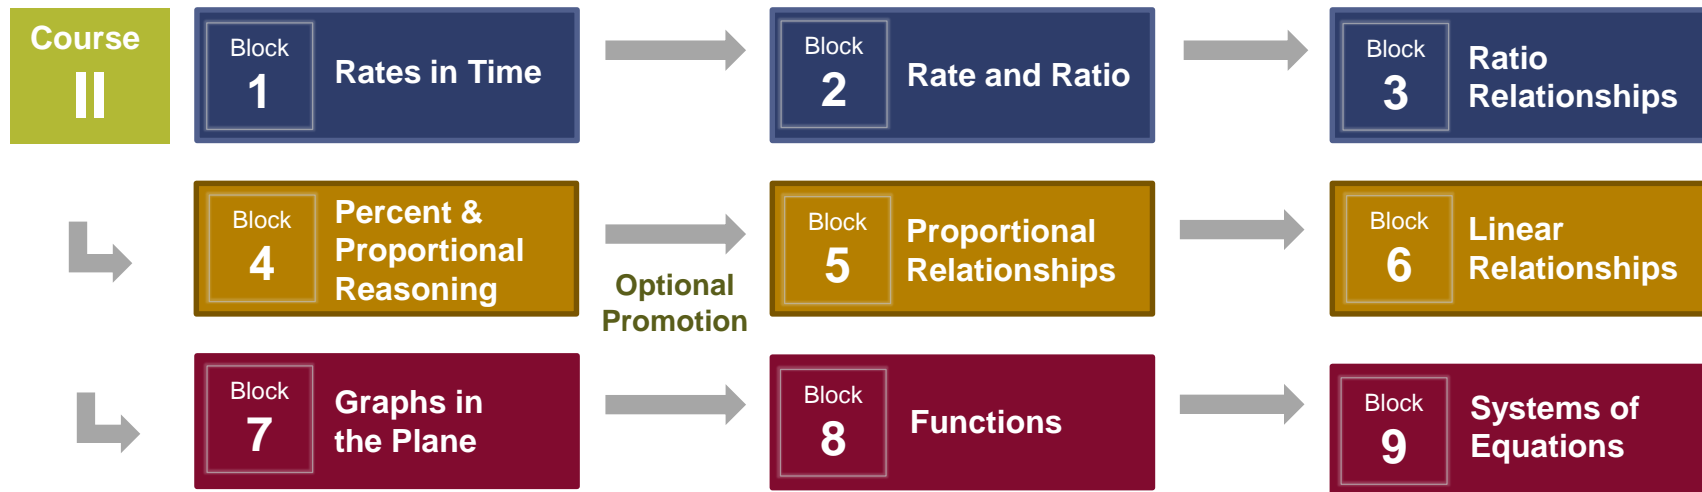 Course
II
Block
1
Rates in Time
Block
2
Rate and Ratio
Block
3
Ratio
Relationships
Block
4
Percent &
Proportional
Reasoning
Optional
Promotion
Block
5
Proportional
Relationships
Block
6
Linear
Relationships
Block
7
Graphs in
the Plane
Block
8
Functions
Block
9
Systems of
Equations